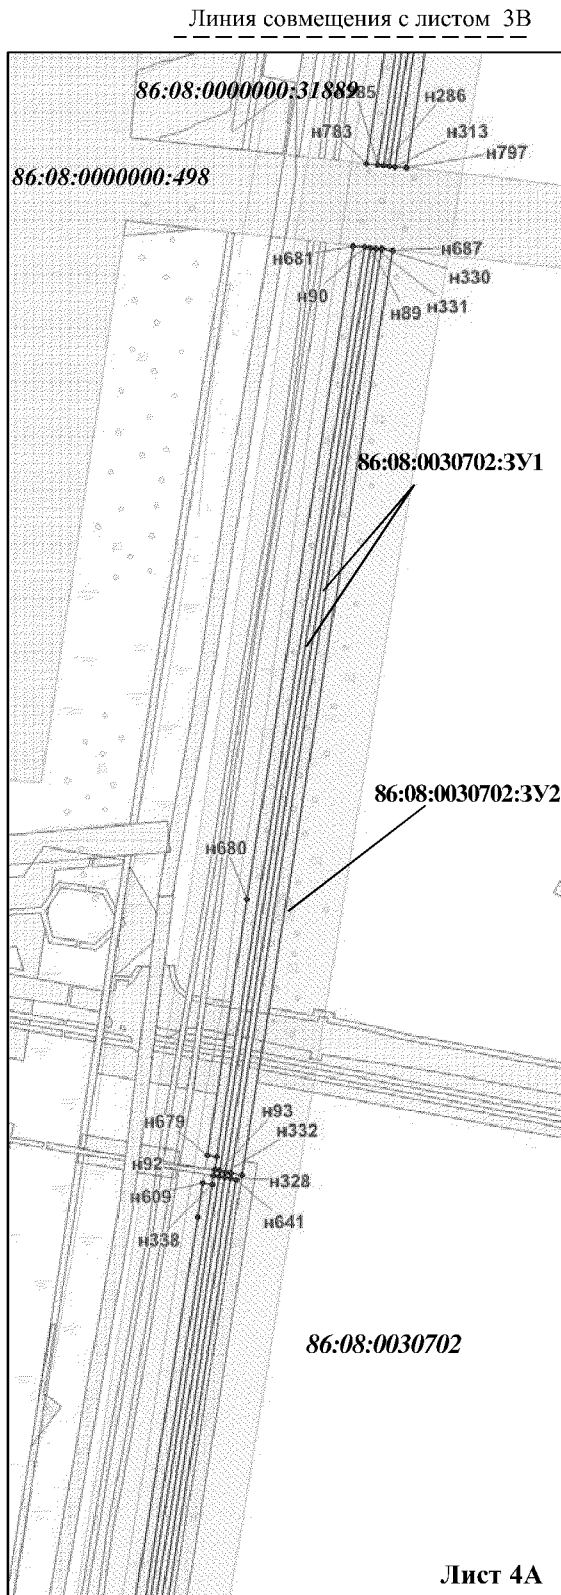 Линия совмещения с листом 3В
86:08:0000000:31889
85
н286
н783
н313
н797
86:08:0000000:498
н681
н687
н90
н330
н89
н331
86:08:0030702:ЗУ1
86:08:0030702:ЗУ2
н680
н93
н679
н332
н92
н328
н609
н641
н338
86:08:0030702
Лист 4А